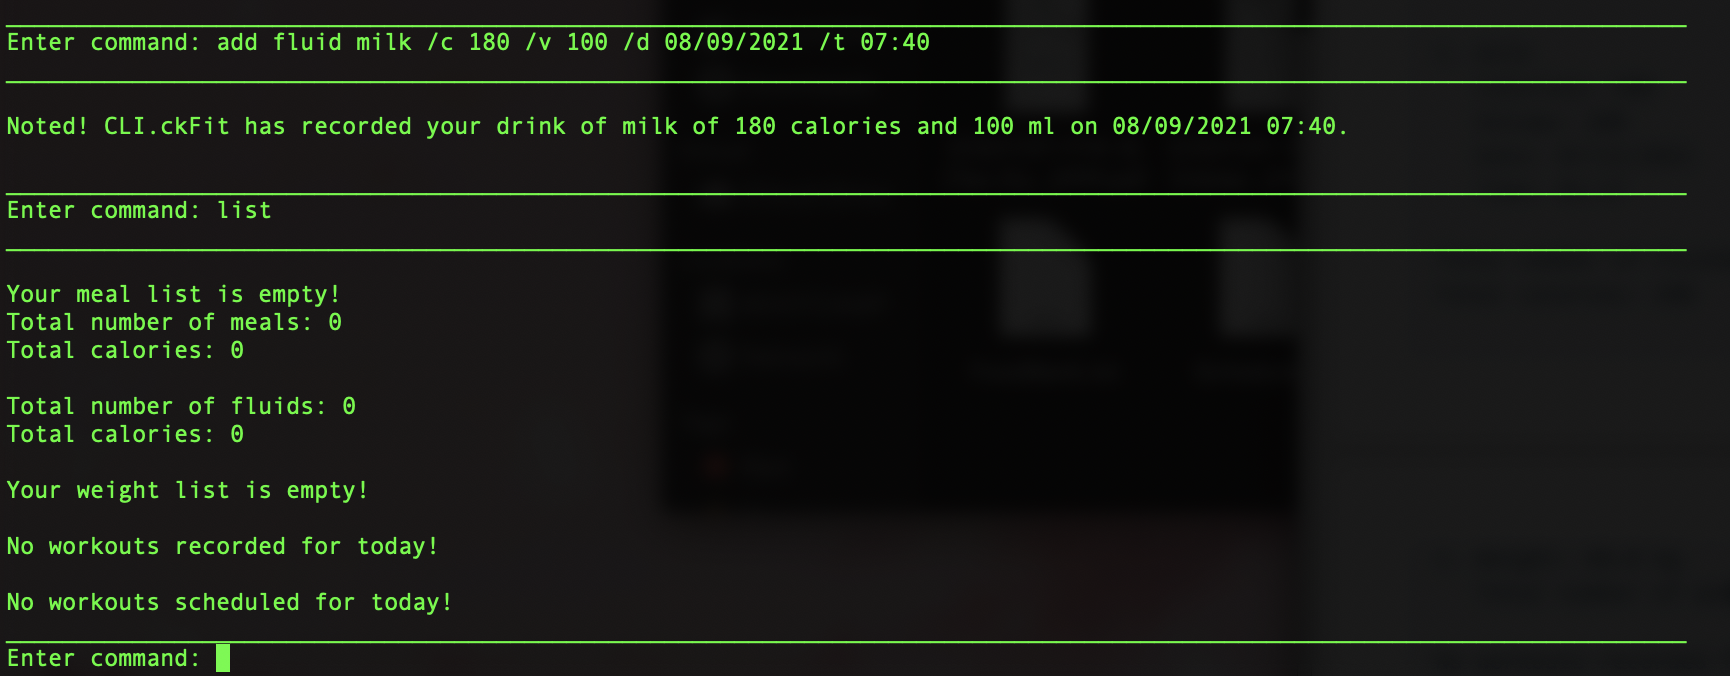 Enter command: add fluid milk /c 180 /v 100 /d 08/09/2021 /t 07:40
Noted! CLI.ckFit has recorded your drink of milk of 180 calories and 100 ml on 08/09/2021 07:40.
Enter command: list
Your meal list is empty!
Total number of meals: 0
Total calories: 0
Total number of fluids: 0
Total calories: 0
Your weight list is empty!
No workouts recorded for today!
No workouts scheduled for today!
Enter command: